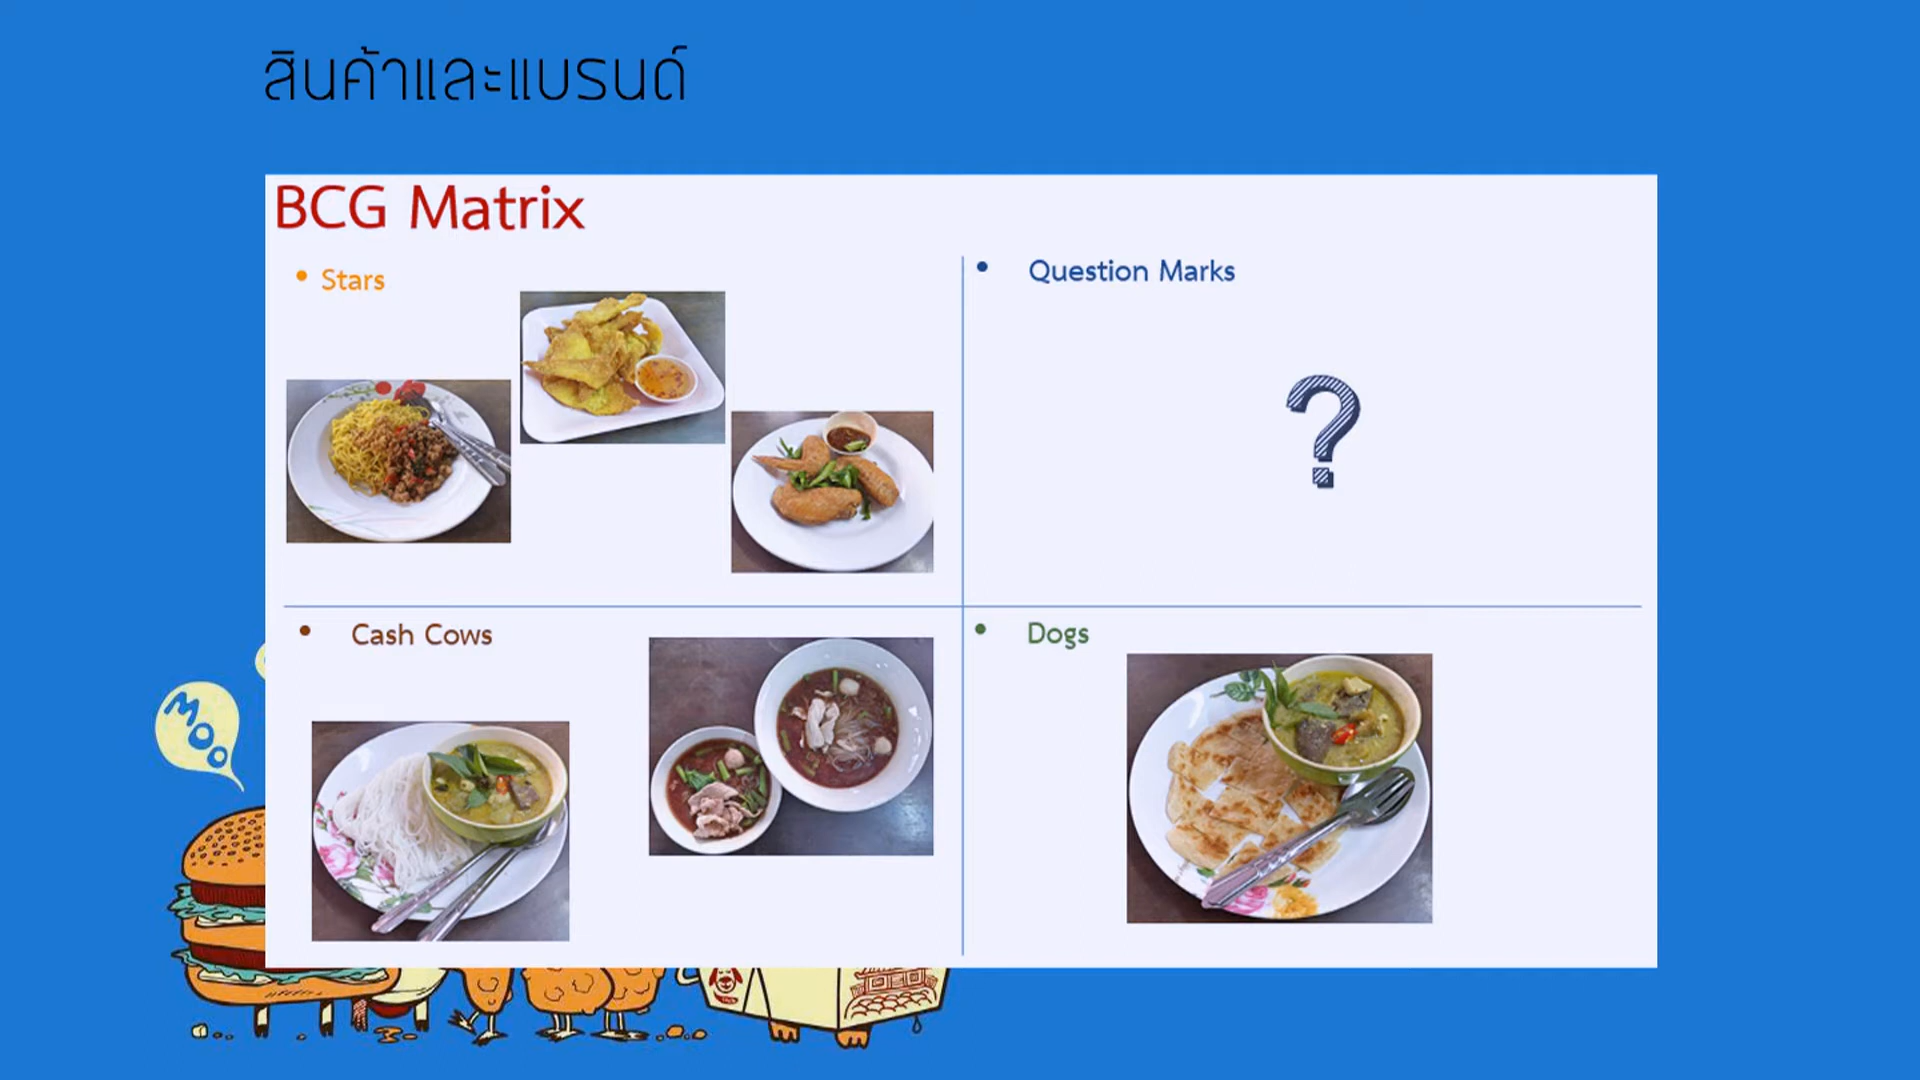 สินค้าและแบรนด์
BCG Matrix
• Stars
• Question Marks
?
• Cash Cows
• Dogs
MOO